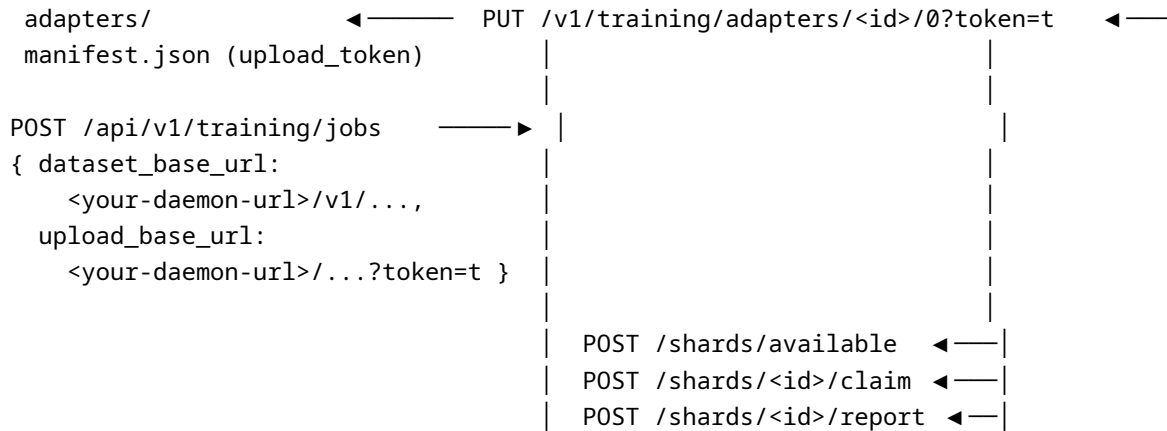 adapters/ ◄────── PUT /v1/training/adapters/<id>/0?token=t ◄──
manifest.json (upload_token)
POST /api/v1/training/jobs ─────►
{ dataset_base_url:
<your-daemon-url>/v1/...,
upload_base_url:
<your-daemon-url>/...?token=t }
POST /shards/available ◄──
POST /shards/<id>/claim ◄──
POST /shards/<id>/report ◄─